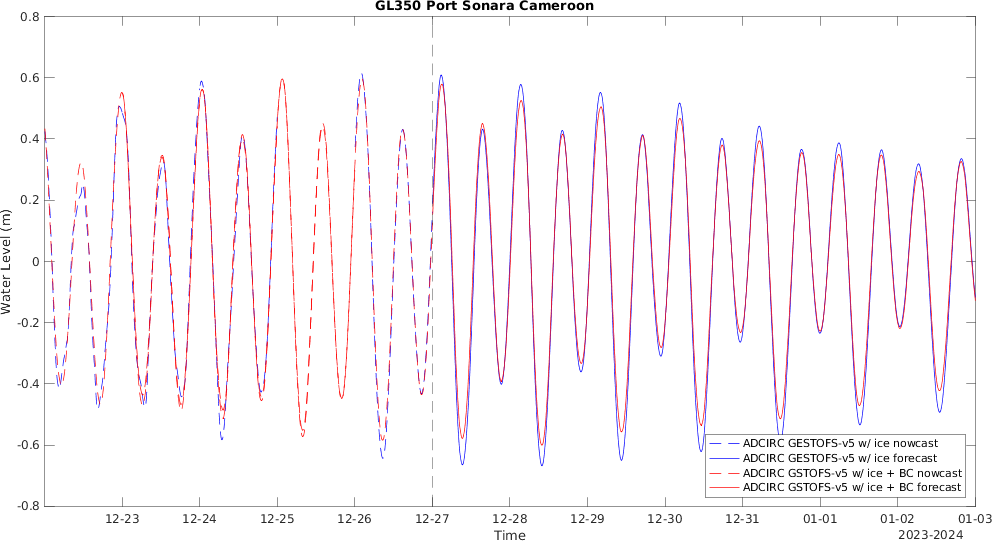 GL350 Port Sonara Cameroon
0.8
0.6
0.4
0.2
0
-0.2
-0.4
-0.6
-0.8
Water Level (m)
ADCIRC GESTOFS-v5 w/ ice nowcast
ADCIRC GESTOFS-v5 w/ ice forecast
ADCIRC GSTOFS-v5 w/ ice + BC nowcast
ADCIRC GSTOFS-v5 w/ ice + BC forecast
12-23 12-24 12-25 12-26 12-27 12-28 12-29 12-30 12-31 01-01 01-02 01-03
Time
2023-2024